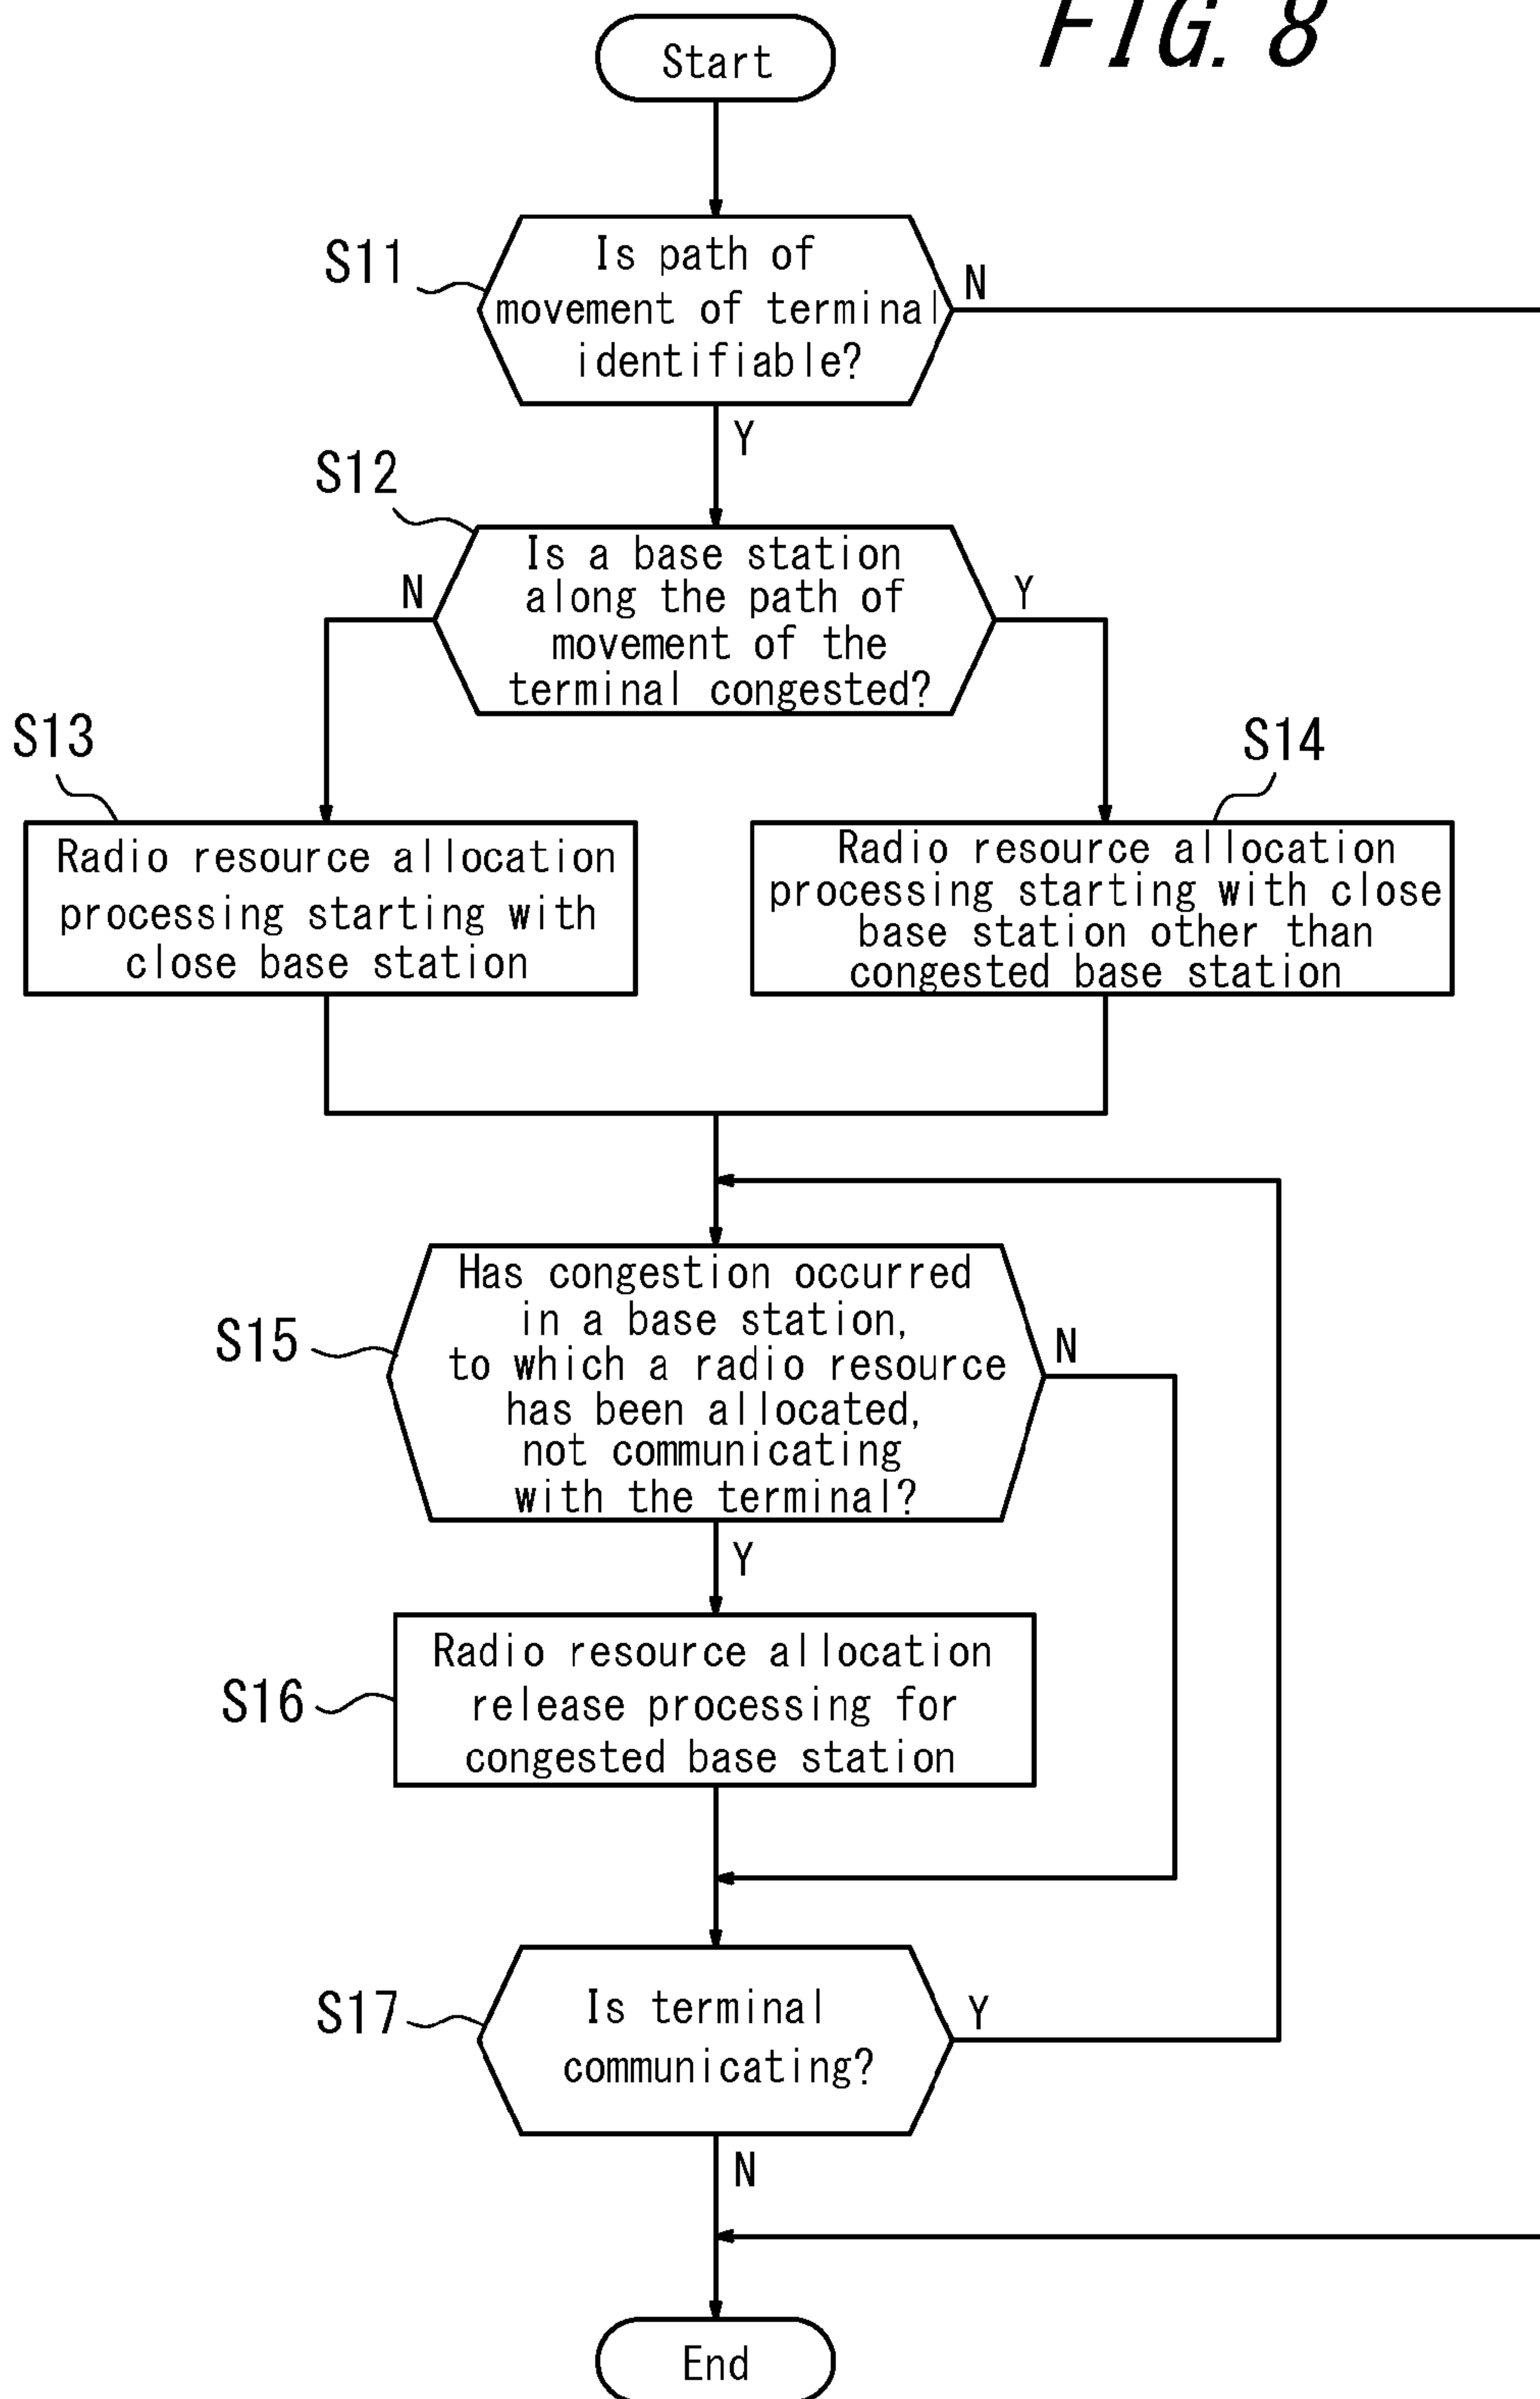 FIG. 8
Start
S11
Is path of
movement of terminal
identifiable?
N
Y
S12
Is a base station
along the path of
movement of the
terminal congested?
N
Y
S13
Radio resource allocation
processing starting with
close base station
S14
Radio resource allocation
processing starting with close
base station other than
congested base station
S15
Has congestion occurred
in a base station,
to which a radio resource
has been allocated,
not communicating
with the terminal?
N
Y
S16
Radio resource allocation
release processing for
congested base station
S17
Is terminal
communicating?
Y
N
End